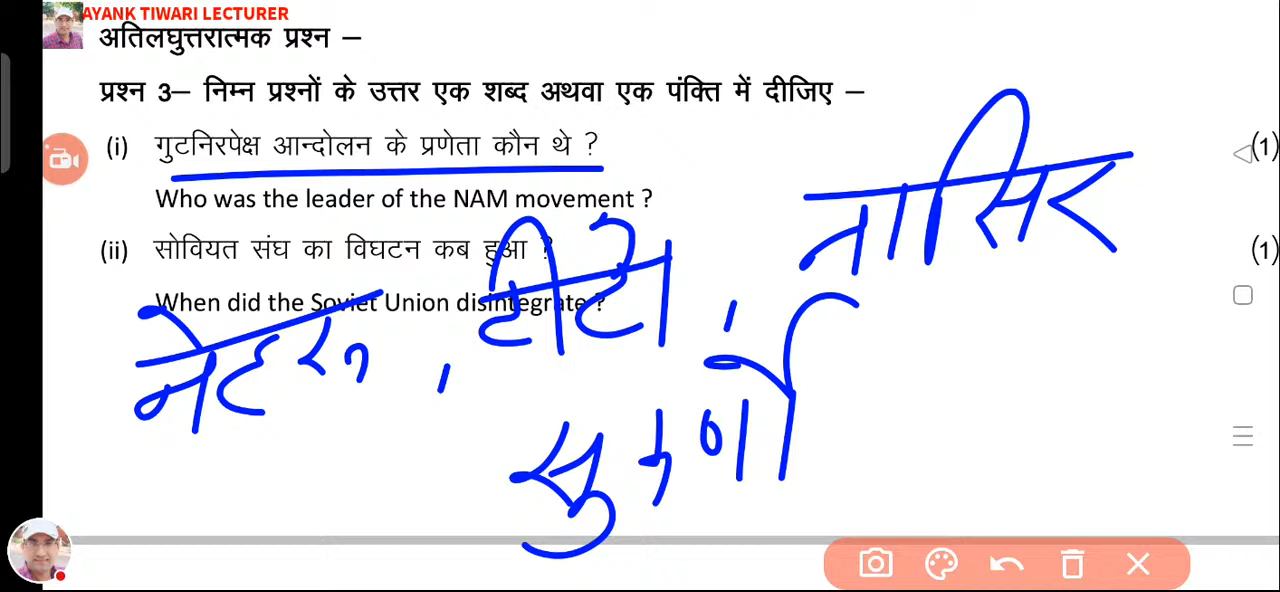 AYANK TIWARI LECTURER
अतिलघुत्तरात्मक प्रश्न –
प्रश्न 3– निम्न प्रश्नों के उत्तर एक शब्द अथवा एक पंक्ति में दीजिए –
(i) गुटनिरपेक्ष आन्दोलन के प्रणेता कौन थे ? (1)
Who was the leader of the NAM movement ?
(ii) सोवियत संघ का विघटन कब हुआ ? (1)
When did the Soviet Union disintegrate ?
नेहरू, टीटो, नासिर
सुकर्णो